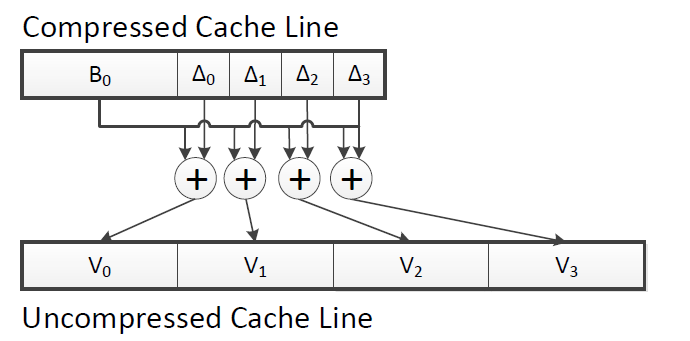 Compressed Cache Line
B₀ Δ₀ Δ₁ Δ₂ Δ₃
+ + + +
V₀ V₁ V₂ V₃
Uncompressed Cache Line